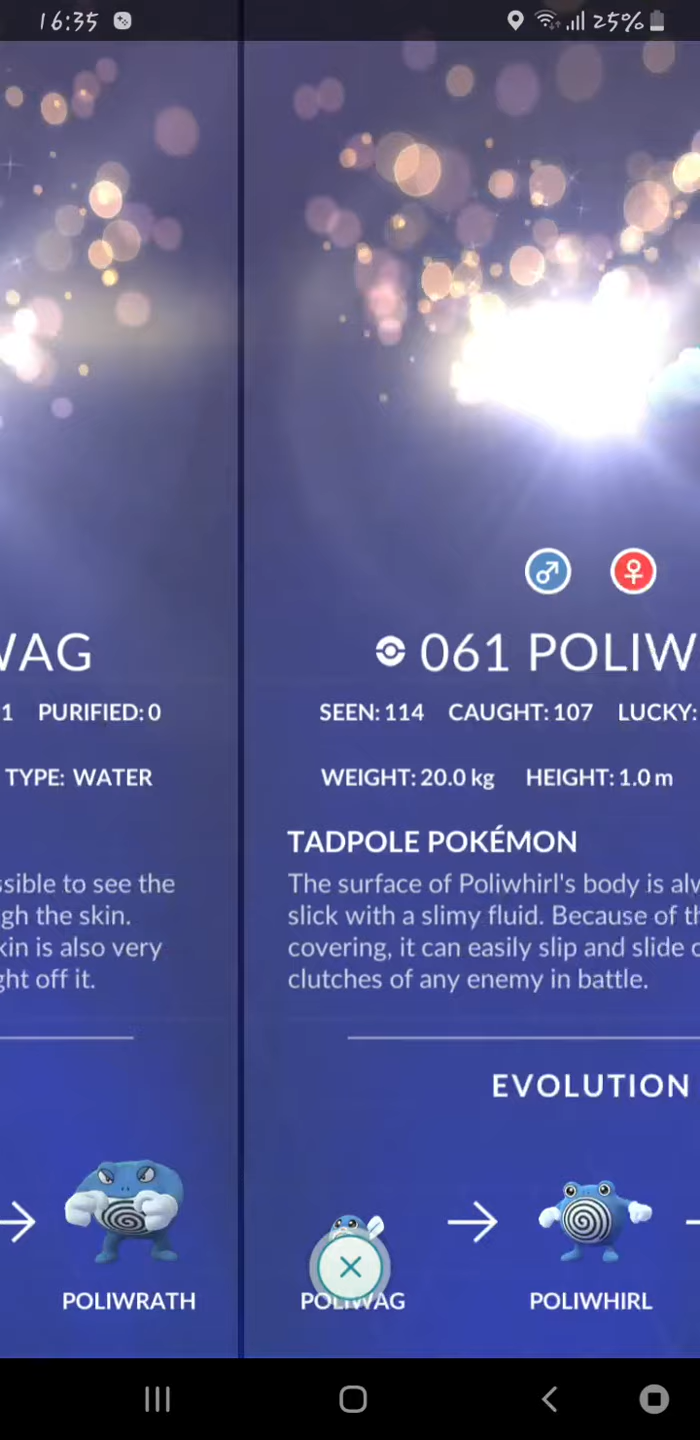 16:35 25%
WAG
1 PURIFIED: 0
TYPE: WATER
ssible to see the
gh the skin.
kin is also very
ght off it.
POLIWRATH
061 POLIW
SEEN: 114 CAUGHT: 107 LUCKY:
WEIGHT: 20.0 kg HEIGHT: 1.0 m
TADPOLE POKÉMON
The surface of Poliwhirl's body is alw
slick with a slimy fluid. Because of th
covering, it can easily slip and slide o
clutches of any enemy in battle.
EVOLUTION
POLIWAG POLIWHIRL